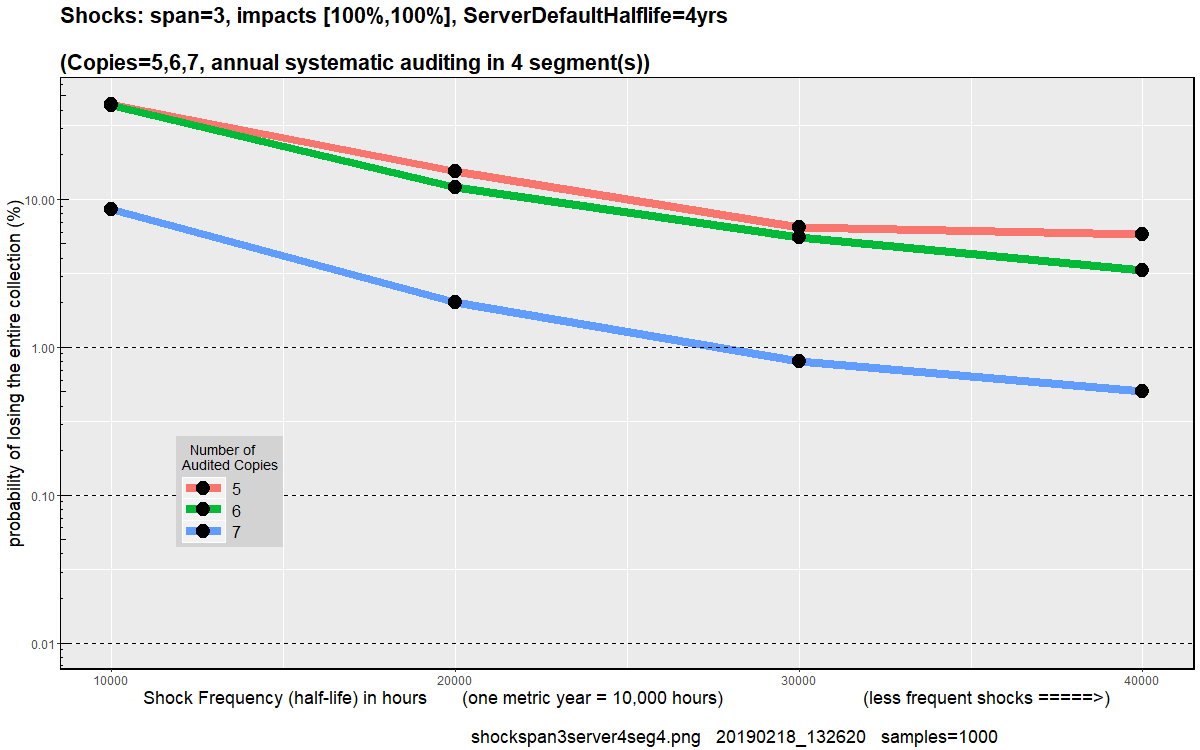 Shocks: span=3, impacts [100%,100%], ServerDefaultHalflife=4yrs
(Copies=5,6,7, annual systematic auditing in 4 segment(s))
probability of losing the entire collection (%)
10.00
1.00
0.10
0.01
Number of
Audited Copies
5
6
7
10000 20000 30000 40000
Shock Frequency (half-life) in hours (one metric year = 10,000 hours) (less frequent shocks =====>)
shockspan3server4seg4.png 20190218_132620 samples=1000